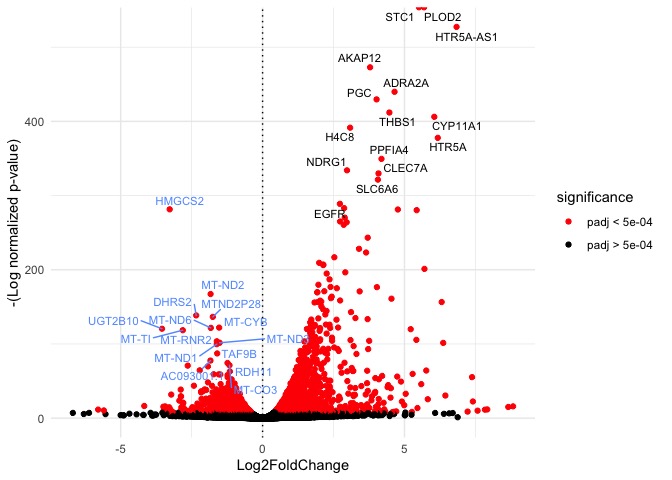 STC1
PLOD2
HTR5A-AS1
AKAP12
ADRA2A
PGC
400
THBS1
CYP11A1
H4C8
HTR5A
PPFIA4
NDRG1
CLEC7A
SLC6A6
HMGCS2
EGFR
significance
padj < 5e-04
padj > 5e-04
-(Log normalized p-value)
200
MT-ND2
DHRS2
MTND2P28
UGT2B10
MT-ND6
MT-CYB
MT-TI
MT-RNR2
MT-ND1
TAF9B
RDH11
MT-CO3
0
-5
0
5
Log2FoldChange